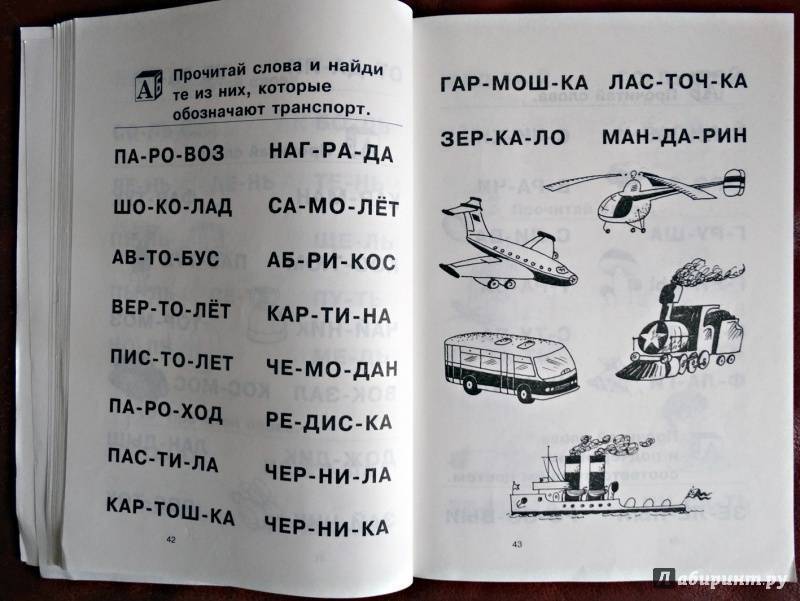 А
Прочитай слова и найди
те из них, которые
обозначают транспорт.
ПА-РО-ВОЗ НАГ-РА-ДА
ШО-КО-ЛАД СА-МО-ЛЁТ
АВ-ТО-БУС АБ-РИ-КОС
ВЕР-ТО-ЛЁТ КАР-ТИ-НА
ПИС-ТО-ЛЕТ ЧЕ-МО-ДАН
ПА-РО-ХОД РЕ-ДИС-КА
ПАС-ТИ-ЛА ЧЕР-НИ-ЛА
КАР-ТОШ-КА ЧЕР-НИ-КА
42
ГАР-МОШ-КА ЛАС-ТОЧ-КА
ЗЕР-КА-ЛО МАН-ДА-РИН
43
Лабиринт.ру